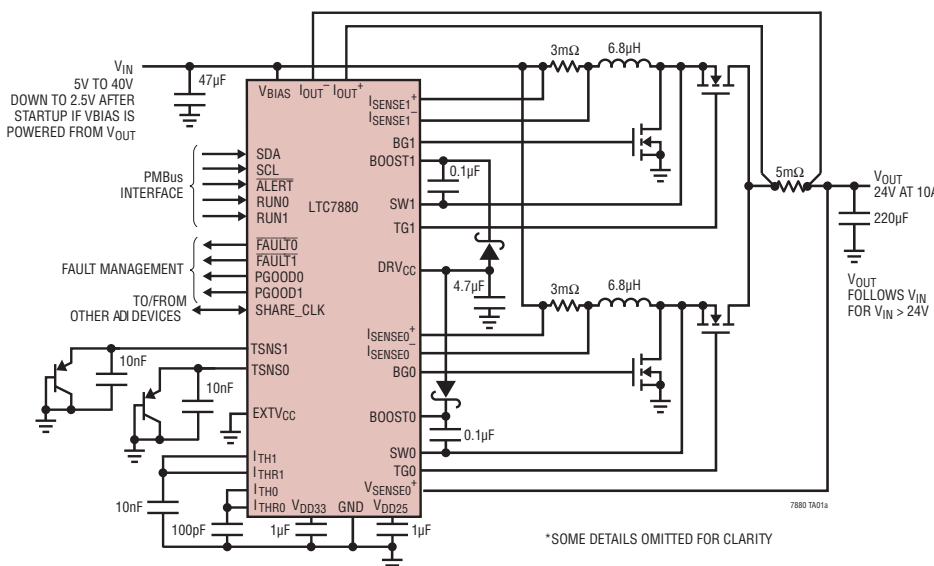 VIN
5V TO 40V
DOWN TO 2.5V AFTER
STARTUP IF VBIAS IS
POWERED FROM VOUT
47µF
PMBus
INTERFACE
FAULT MANAGEMENT
TO/FROM
OTHER ADI DEVICES
VBIAS IOUT– IOUT+
SDA
SCL
ALERT
RUN0
RUN1
FAULT0
FAULT1
PGOOD0
PGOOD1
SHARE_CLK
TSNS1
TSNS0
EXTVCC
ITH1
ITHR1
ITH0
ITHR0
VDD33 GND VDD25
LTC7880
ISENSE1+
ISENSE1–
BG1
BOOST1
SW1
TG1
DRVCC
ISENSE0+
ISENSE0–
BG0
BOOST0
SW0
TG0
VSENSE0+
10nF
10nF
10nF
100pF
1µF
1µF
0.1µF
4.7µF
0.1µF
3mΩ
6.8µH
3mΩ
6.8µH
5mΩ
VOUT
24V AT 10A
220µF
VOUT
FOLLOWS VIN
FOR VIN > 24V
7880 TA01a
*SOME DETAILS OMITTED FOR CLARITY